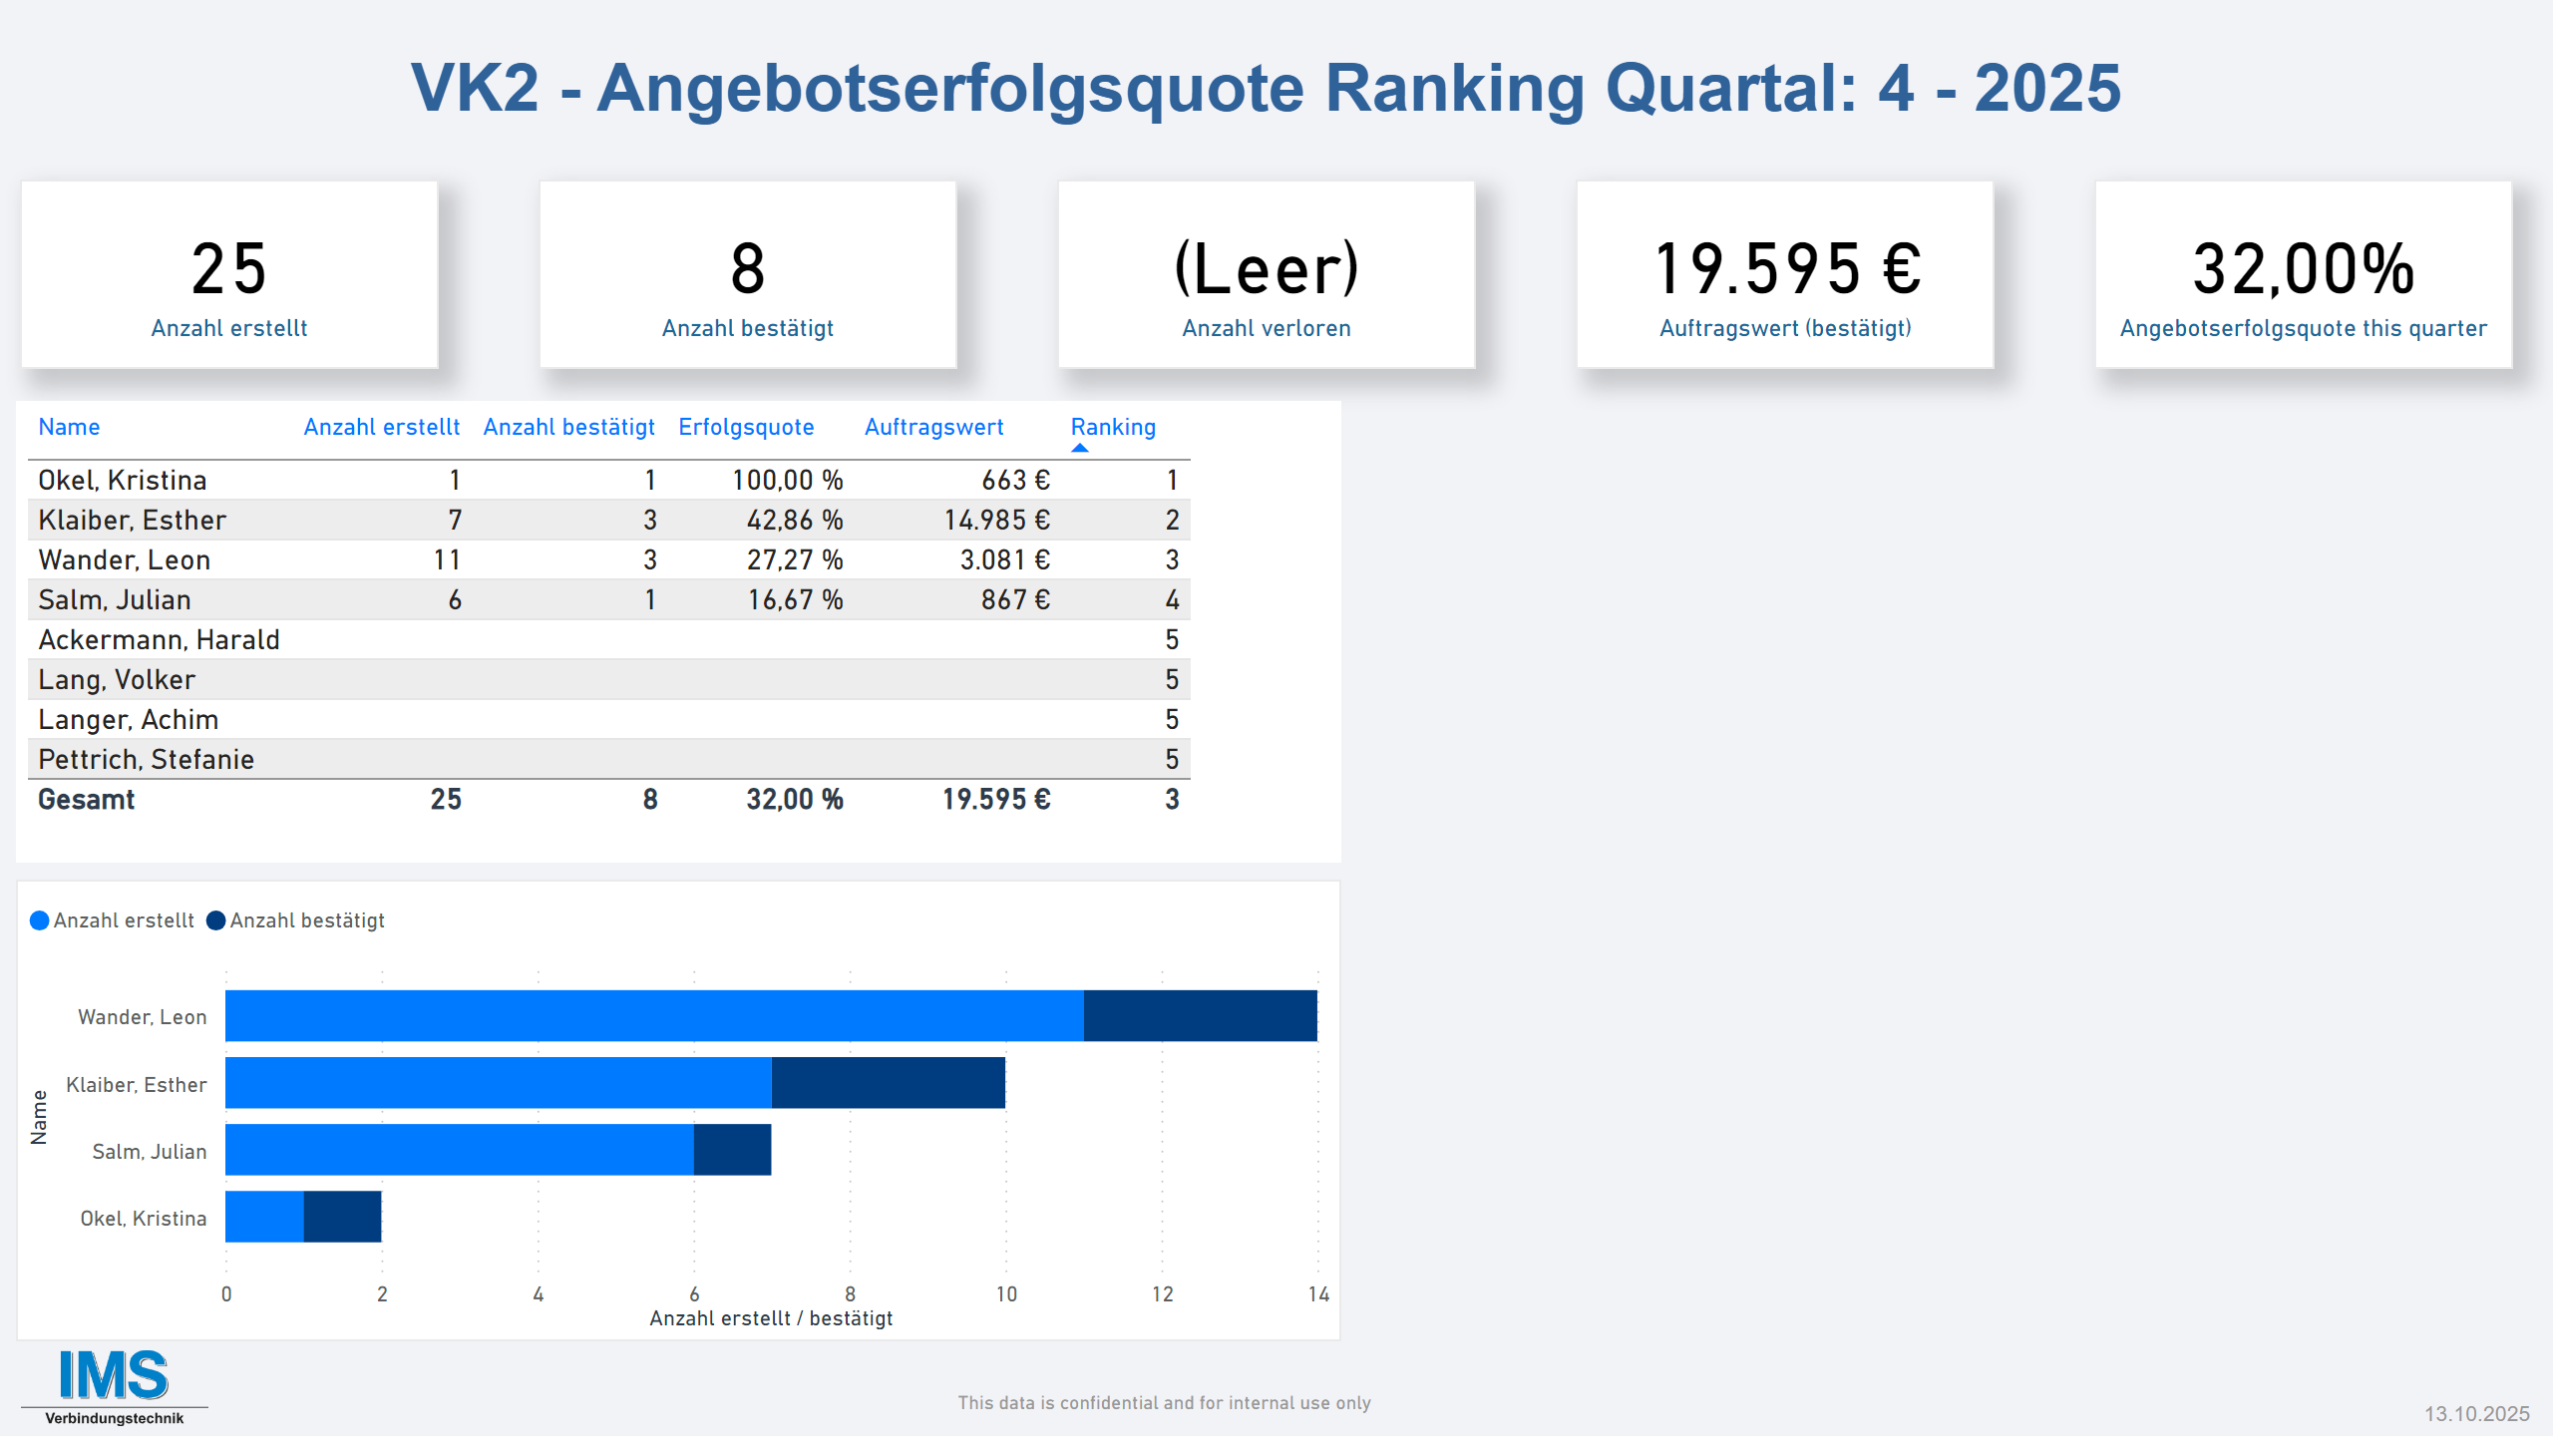 VK2 - Angebotserfolgsquote Ranking Quartal: 4 - 2025
25
Anzahl erstellt
8
Anzahl bestätigt
(Leer)
Anzahl verloren
19.595 €
Auftragswert (bestätigt)
32,00%
Angebotserfolgsquote this quarter
Name Anzahl erstellt Anzahl bestätigt Erfolgsquote Auftragswert Ranking
Okel, Kristina 1 1 100,00 % 663 € 1
Klaiber, Esther 7 3 42,86 % 14.985 € 2
Wander, Leon 11 3 27,27 % 3.081 € 3
Salm, Julian 6 1 16,67 % 867 € 4
Ackermann, Harald 5
Lang, Volker 5
Langer, Achim 5
Pettrich, Stefanie 5
Gesamt 25 8 32,00 % 19.595 € 3
Anzahl erstellt Anzahl bestätigt
Name
Wander, Leon
Klaiber, Esther
Salm, Julian
Okel, Kristina
0 2 4 6 8 10 12 14
Anzahl erstellt / bestätigt
IMS
Verbindungstechnik
This data is confidential and for internal use only
13.10.2025